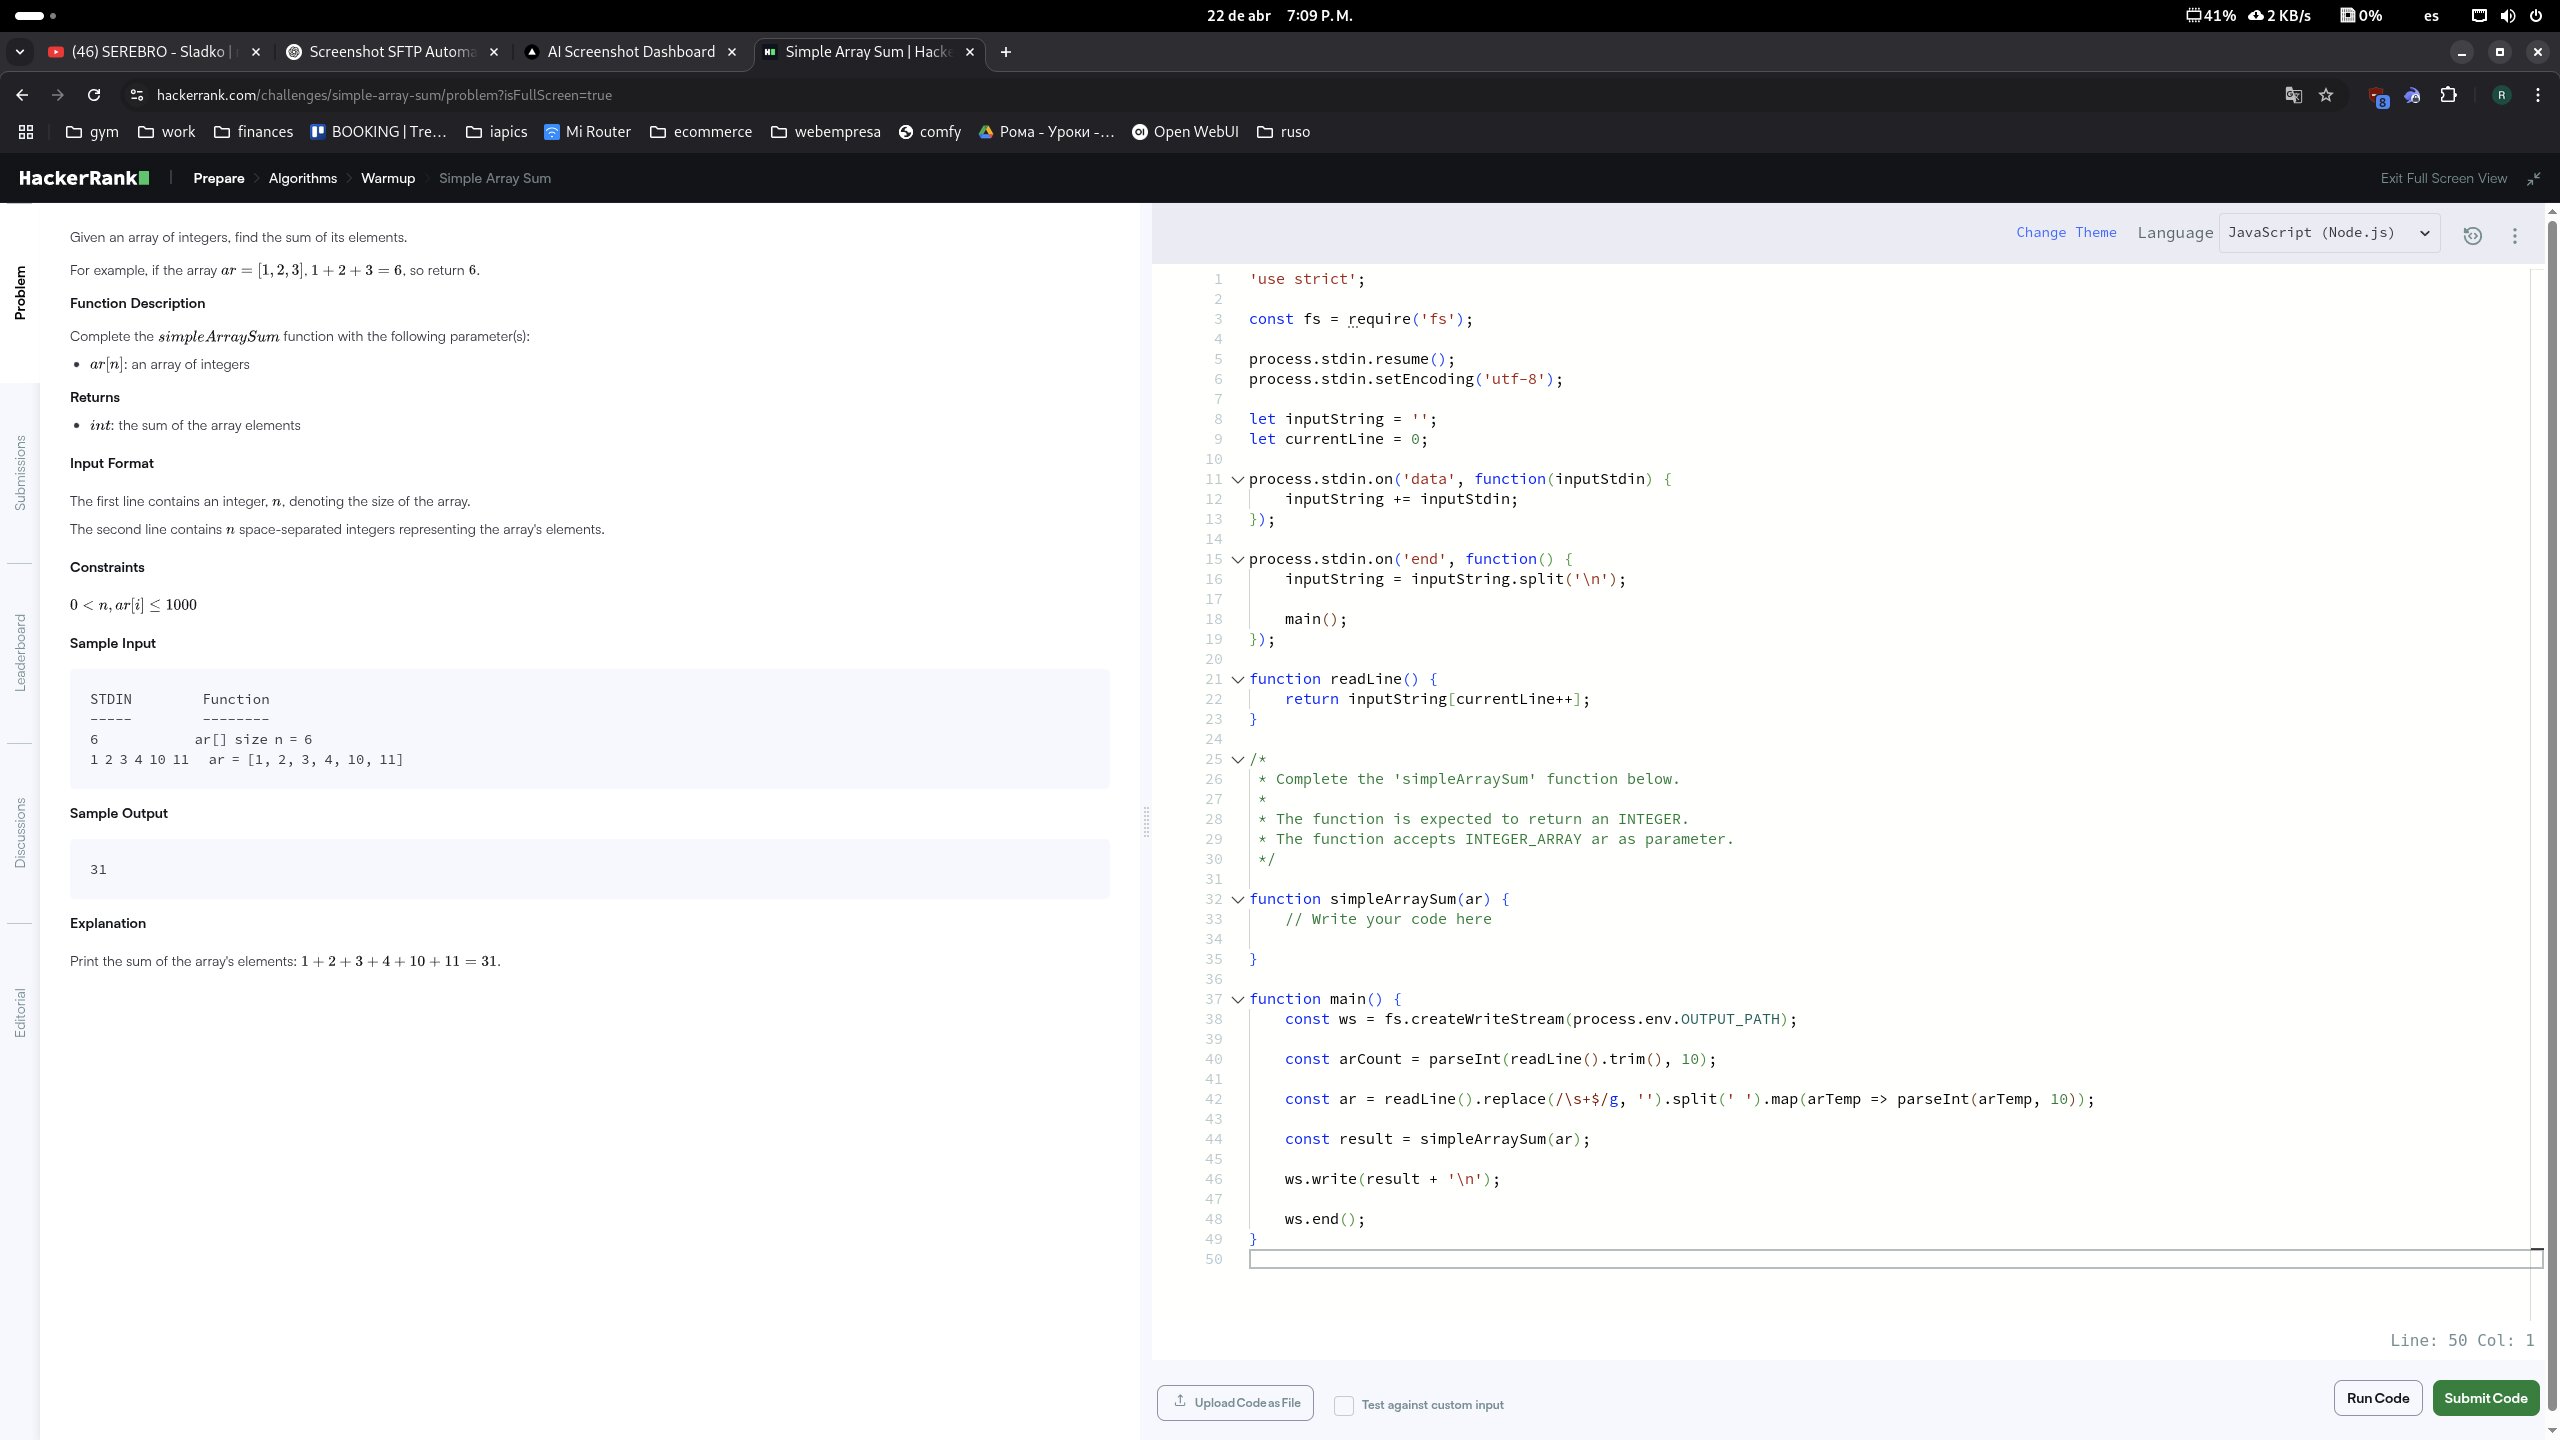 22 de abr 7:09 P. M.
41% 2 KB/s 0% es
(46) SEREBRO - Sladko |
Screenshot SFTP Automa
AI Screenshot Dashboard
Simple Array Sum | Hacke
hackerrank.com/challenges/simple-array-sum/problem?isFullScreen=true
8
R
gym work finances BOOKING | Tre... iapics Mi Router ecommerce webempresa comfy Рома - Уроки -... Open WebUI ruso
HackerRank | Prepare > Algorithms > Warmup > Simple Array Sum
Exit Full Screen View
Problem
Submissions
Leaderboard
Discussions
Editorial
Given an array of integers, find the sum of its elements.
For example, if the array ar = [1, 2, 3], 1 + 2 + 3 = 6, so return 6.
Function Description
Complete the simpleArraySum function with the following parameter(s):
• ar[n]: an array of integers
Returns
• int: the sum of the array elements
Input Format
The first line contains an integer, n, denoting the size of the array.
The second line contains n space-separated integers representing the array's elements.
Constraints
0 < n, ar[i] ≤ 1000
Sample Input
STDIN Function
----- --------
6 ar[] size n = 6
1 2 3 4 10 11 ar = [1, 2, 3, 4, 10, 11]
Sample Output
31
Explanation
Print the sum of the array's elements: 1 + 2 + 3 + 4 + 10 + 11 = 31.
Change Theme Language JavaScript (Node.js)
1 'use strict';
2
3 const fs = require('fs');
4
5 process.stdin.resume();
6 process.stdin.setEncoding('utf-8');
7
8 let inputString = '';
9 let currentLine = 0;
10
11 process.stdin.on('data', function(inputStdin) {
12 inputString += inputStdin;
13 });
14
15 process.stdin.on('end', function() {
16 inputString = inputString.split('\n');
17
18 main();
19 });
20
21 function readLine() {
22 return inputString[currentLine++];
23 }
24
25 /*
26 * Complete the 'simpleArraySum' function below.
27 *
28 * The function is expected to return an INTEGER.
29 * The function accepts INTEGER_ARRAY ar as parameter.
30 */
31
32 function simpleArraySum(ar) {
33 // Write your code here
34
35 }
36
37 function main() {
38 const ws = fs.createWriteStream(process.env.OUTPUT_PATH);
39
40 const arCount = parseInt(readLine().trim(), 10);
41
42 const ar = readLine().replace(/\s+$/g, '').split(' ').map(arTemp => parseInt(arTemp, 10));
43
44 const result = simpleArraySum(ar);
45
46 ws.write(result + '\n');
47
48 ws.end();
49 }
50
Line: 50 Col: 1
Upload Code as File
Test against custom input
Run Code
Submit Code